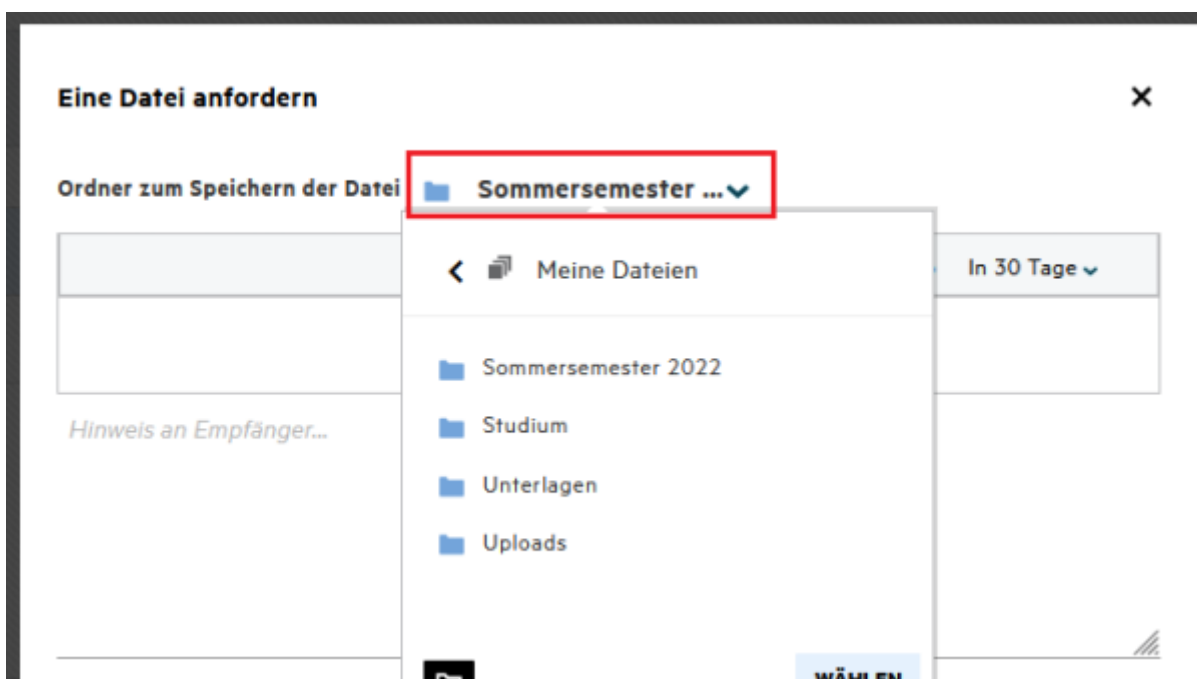 Eine Datei anfordern
Ordner zum Speichern der Datei Sommersemester ...
Meine Dateien
In 30 Tage
Sommersemester 2022
Hinweis an Empfänger...
Studium
Unterlagen
Uploads
WÄHLEN